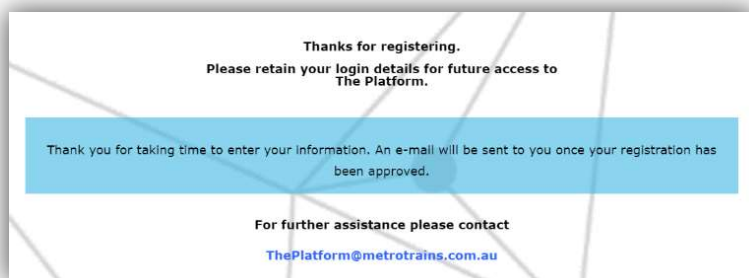 Thanks for registering.
Please retain your login details for future access to
The Platform.
Thank you for taking time to enter your information. An e-mail will be sent to you once your registration has
been approved.
For further assistance please contact
ThePlatform@metrotrains.com.au